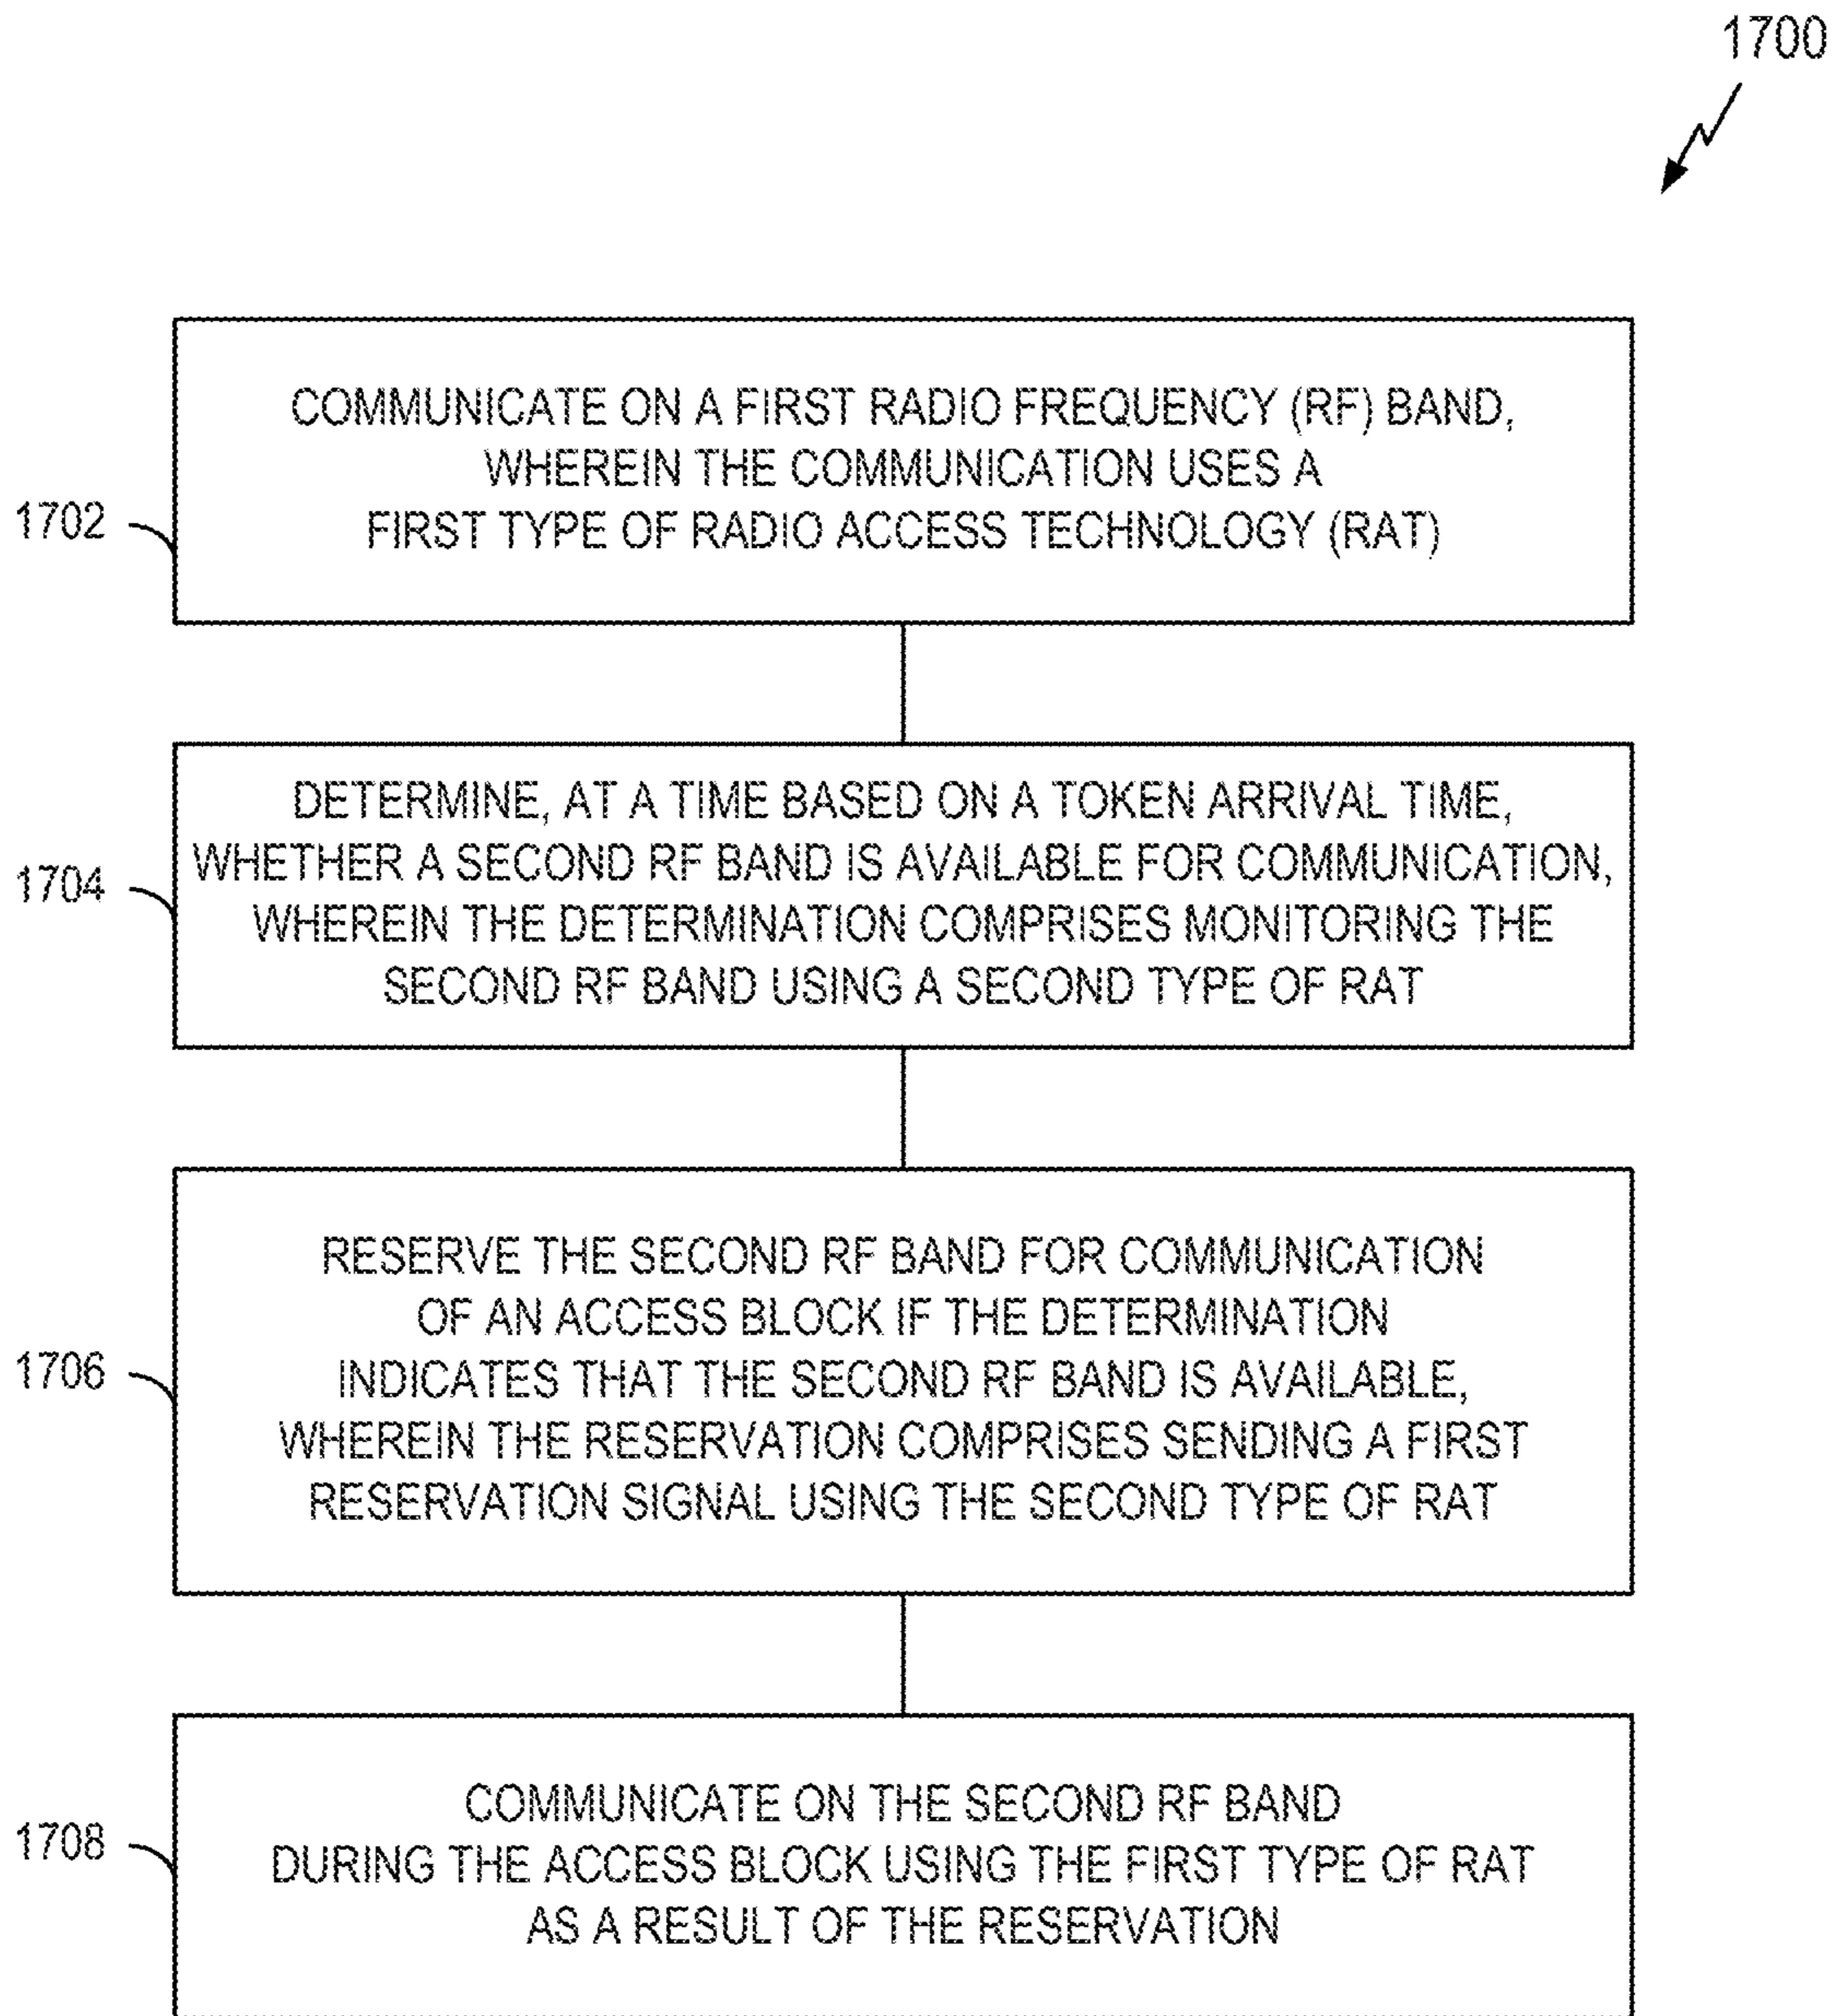 1700
COMMUNICATE ON A FIRST RADIO FREQUENCY (RF) BAND,
WHEREIN THE COMMUNICATION USES A
FIRST TYPE OF RADIO ACCESS TECHNOLOGY (RAT)
1702
DETERMINE, AT A TIME BASED ON A TOKEN ARRIVAL TIME,
WHETHER A SECOND RF BAND IS AVAILABLE FOR COMMUNICATION,
WHEREIN THE DETERMINATION COMPRISES MONITORING THE
SECOND RF BAND USING A SECOND TYPE OF RAT
1704
RESERVE THE SECOND RF BAND FOR COMMUNICATION
OF AN ACCESS BLOCK IF THE DETERMINATION
INDICATES THAT THE SECOND RF BAND IS AVAILABLE,
WHEREIN THE RESERVATION COMPRISES SENDING A FIRST
RESERVATION SIGNAL USING THE SECOND TYPE OF RAT
1706
COMMUNICATE ON THE SECOND RF BAND
DURING THE ACCESS BLOCK USING THE FIRST TYPE OF RAT
AS A RESULT OF THE RESERVATION
1708